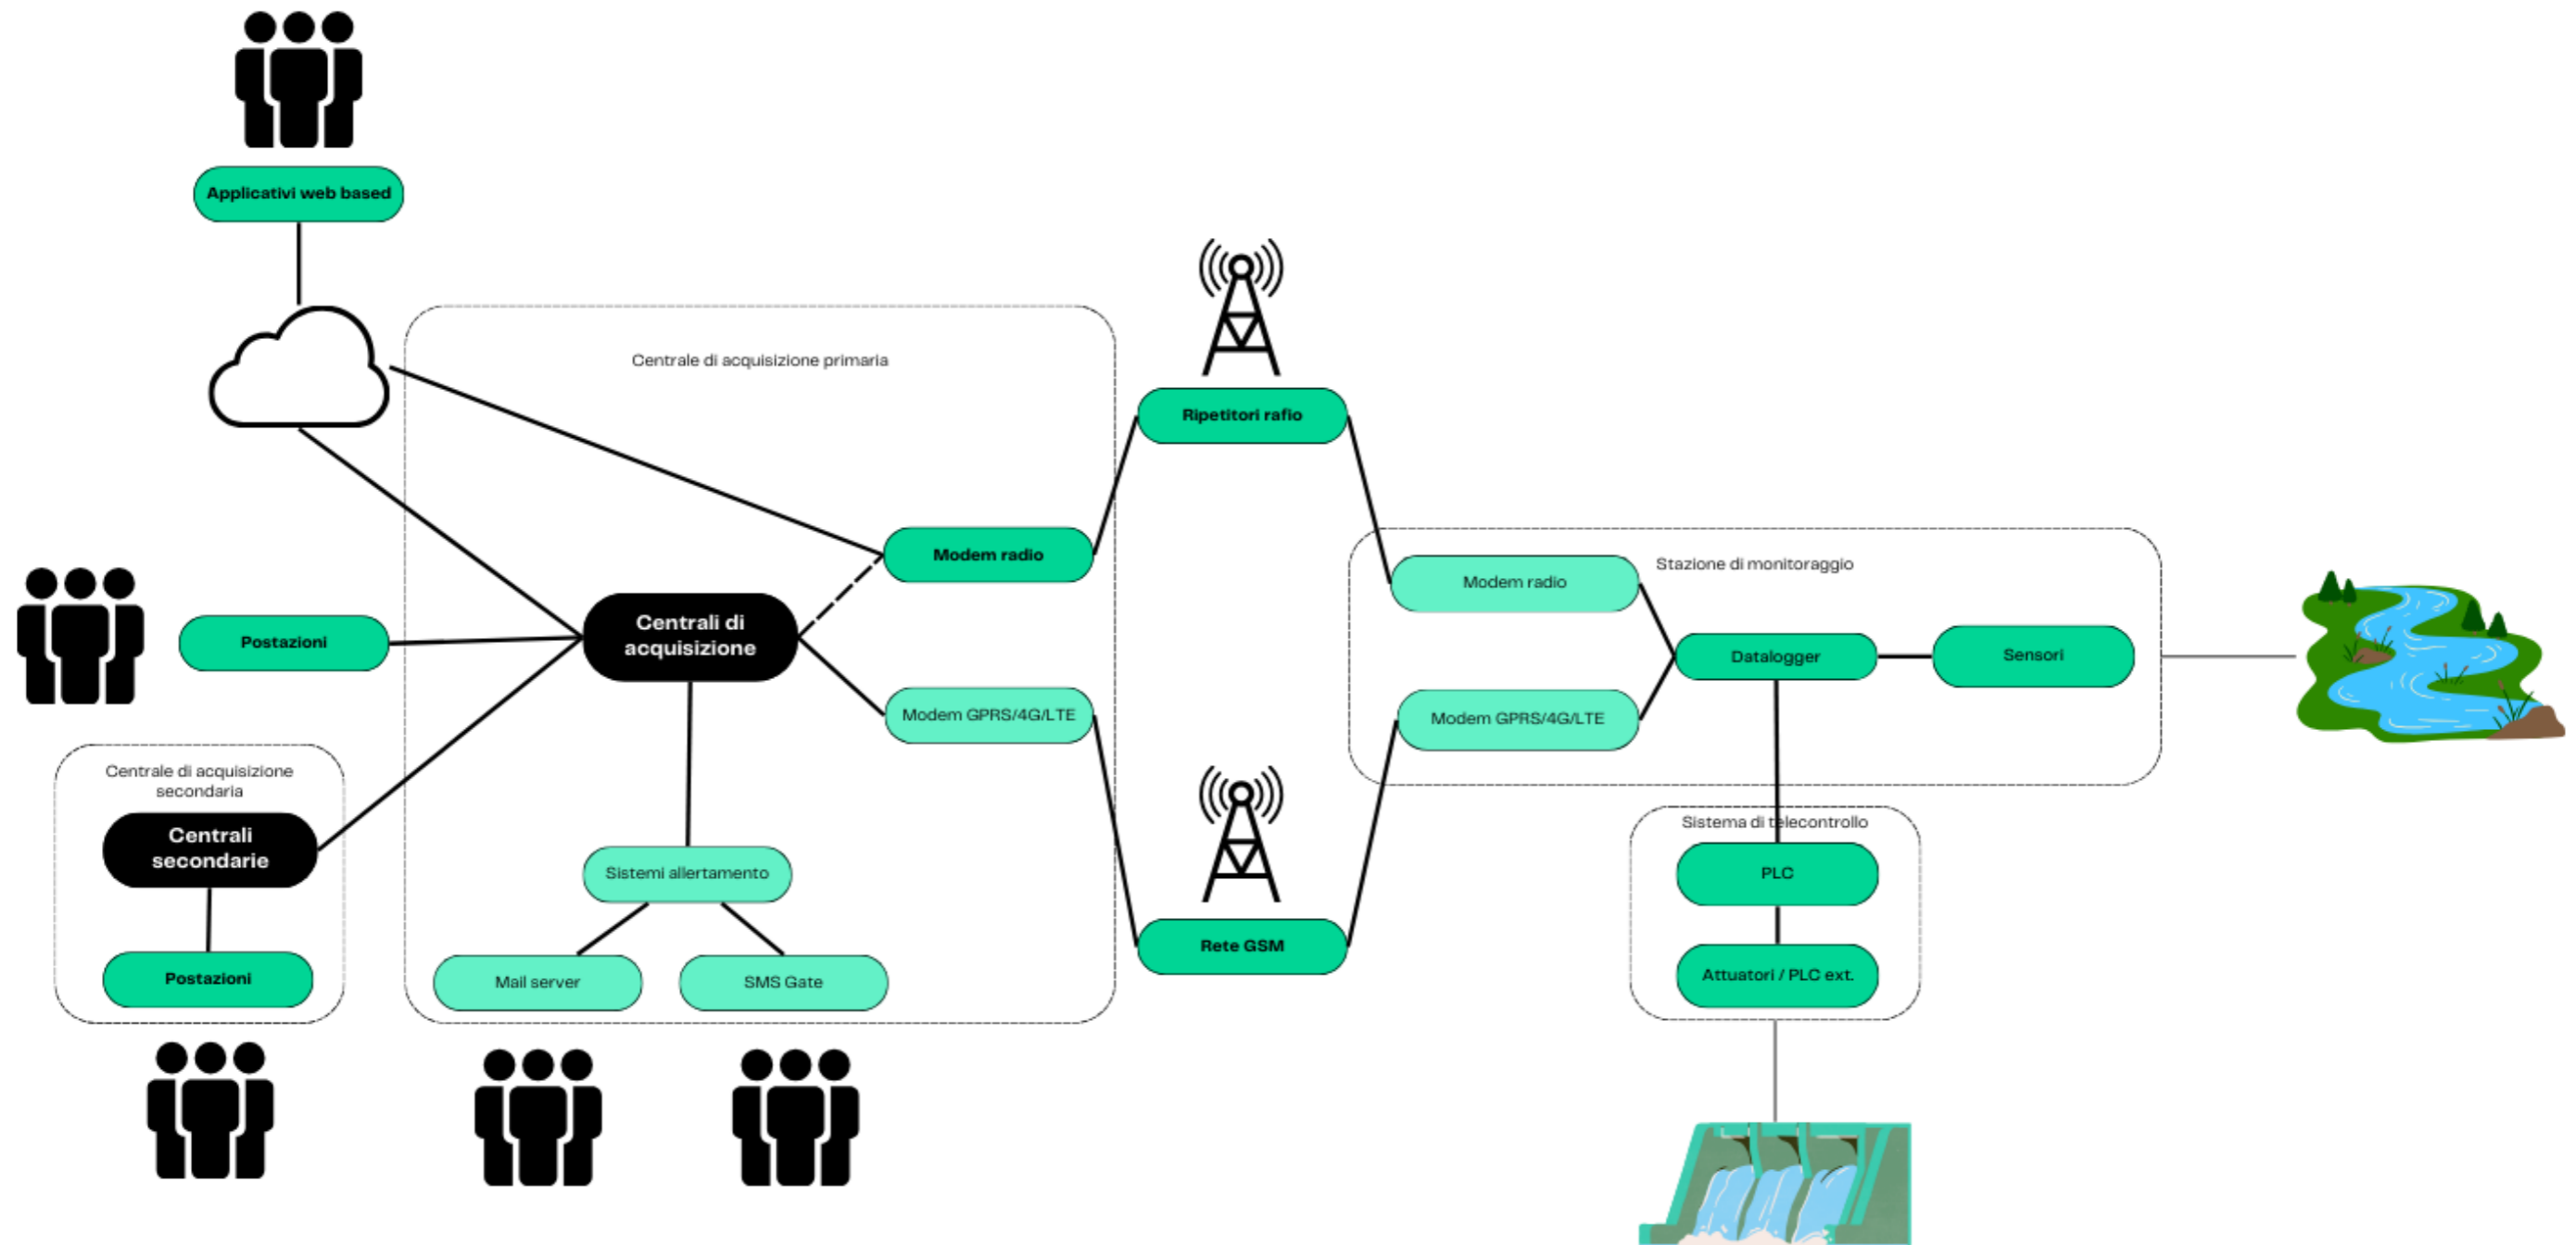 Applicativi web based
Centrale di acquisizione primaria
Ripetitori rafio
Modem radio
Modem radio
Stazione di monitoraggio
Postazioni
Centrali di
acquisizione
Datalogger
Sensori
Modem GPRS/4G/LTE
Modem GPRS/4G/LTE
Centrale di acquisizione
secondaria
Centrali
secondarie
Sistemi allertamento
Sistema di telecontrollo
PLC
Rete GSM
Postazioni
Mail server
SMS Gate
Attuatori / PLC ext.